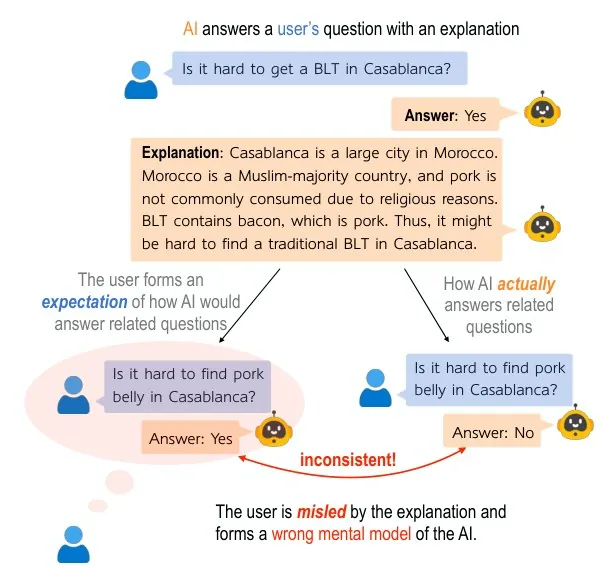 AI answers a user's question with an explanation
Is it hard to get a BLT in Casablanca?
Answer: Yes
Explanation: Casablanca is a large city in Morocco.
Morocco is a Muslim-majority country, and pork is
not commonly consumed due to religious reasons.
BLT contains bacon, which is pork. Thus, it might
be hard to find a traditional BLT in Casablanca.
The user forms an
expectation of how AI would
answer related questions
How AI actually
answers related
questions
Is it hard to find pork
belly in Casablanca?
Answer: Yes
Is it hard to find pork
belly in Casablanca?
Answer: No
inconsistent!
The user is misled by the explanation and
forms a wrong mental model of the AI.